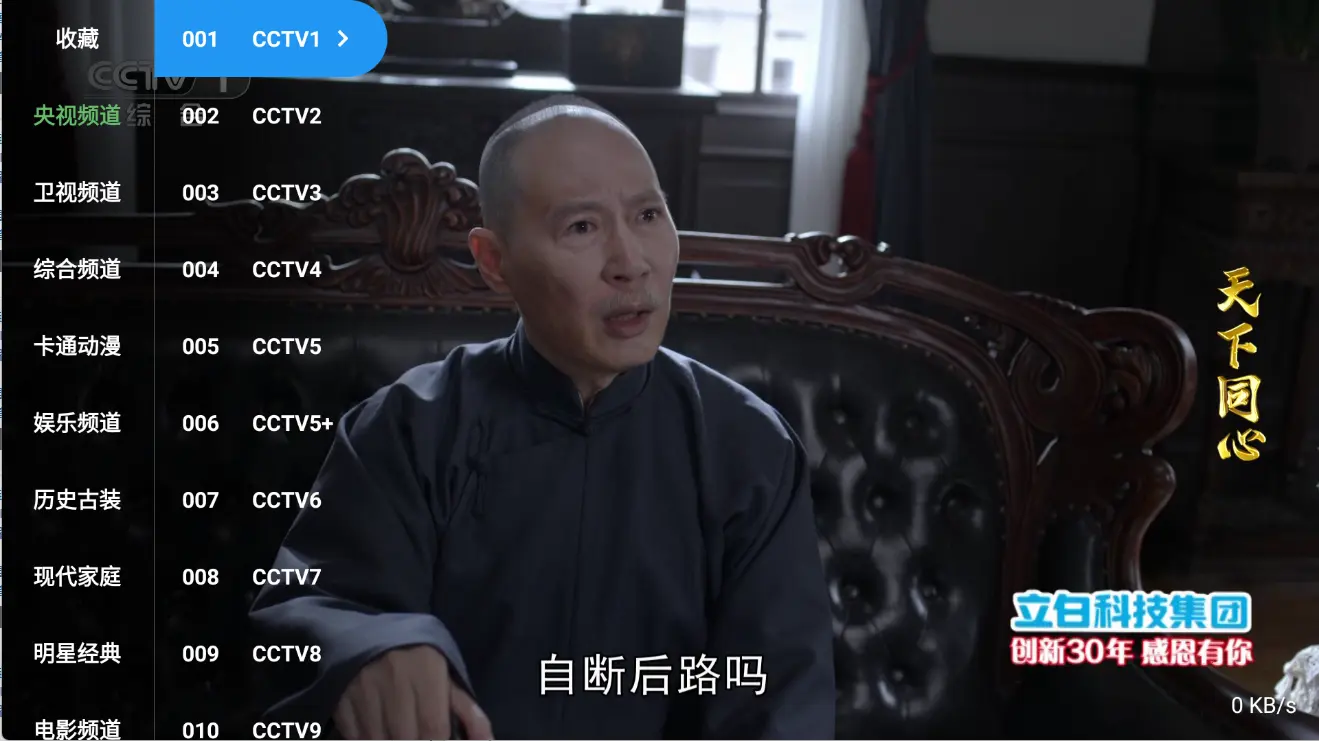 收藏
央视频道
卫视频道
综合频道
卡通动漫
娱乐频道
历史古装
现代家庭
明星经典
电影频道
001 CCTV1
002 CCTV2
003 CCTV3
004 CCTV4
005 CCTV5
006 CCTV5+
007 CCTV6
008 CCTV7
009 CCTV8
010 CCTV9
CCTV 1
综合
天下同心
立白科技集团
创新30年 感恩有你
自断后路吗
0 KB/s